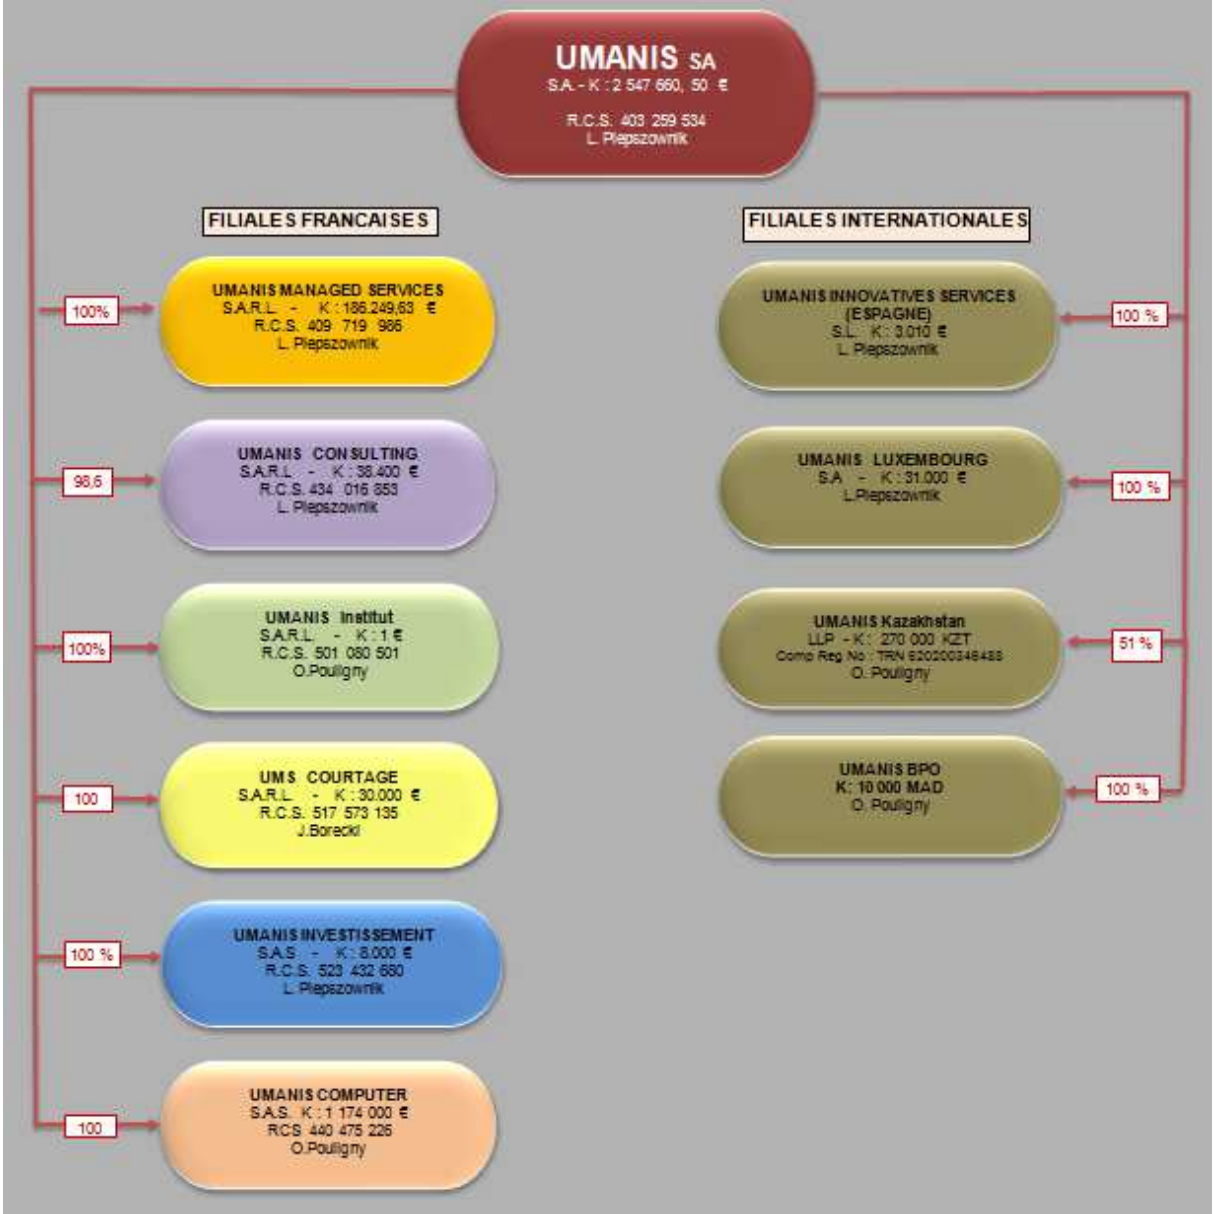 UMANIS SA
S.A. - K : 2 547 660, 50 €
R.C.S. 403 259 534
L. Piepszownik
FILIALES FRANCAISES
100%
UMANIS MANAGED SERVICES
S.A.R.L. - K : 186.249,63 €
R.C.S. 409 719 986
L. Piepszownik
98,6
UMANIS CONSULTING
S.A.R.L - K : 38.400 €
R.C.S. 434 016 853
L. Piepszownik
100%
UMANIS Institut
S.A.R.L. - K : 1 €
R.C.S. 501 080 501
O.Pouligny
100
UMS COURTAGE
S.A.R.L. - K : 30.000 €
R.C.S. 517 573 135
J.Borecki
100 %
UMANIS INVESTISSEMENT
S.A.S - K : 8.000 €
R.C.S. 523 432 680
L. Piepszownik
100
UMANIS COMPUTER
S.A.S. K : 1 174 000 €
RCS 440 475 226
O.Pouligny
FILIALES INTERNATIONALES
UMANIS INNOVATIVES SERVICES
(ESPAGNE)
S.L. K : 3.010 €
L. Piepszownik
100 %
UMANIS LUXEMBOURG
S.A - K : 31.000 €
L.Piepszownik
100 %
UMANIS Kazakhstan
LLP - K : 270 000 KZT
Comp Reg No : TRN 620200346488
O. Pouligny
51 %
UMANIS BPO
K: 10 000 MAD
O. Pouligny
100 %